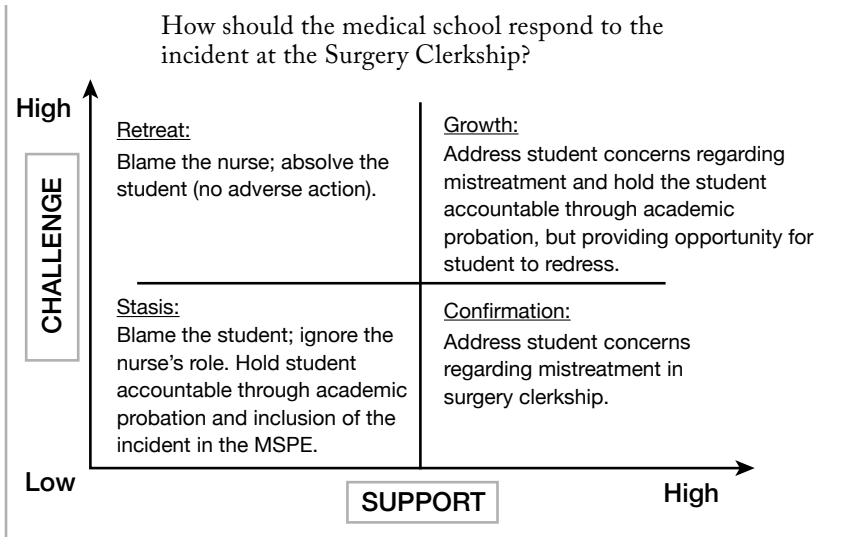 How should the medical school respond to the
incident at the Surgery Clerkship?
High
CHALLENGE
Retreat:
Blame the nurse; absolve the
student (no adverse action).
Growth:
Address student concerns regarding
mistreatment and hold the student
accountable through academic
probation, but providing opportunity for
student to redress.
Stasis:
Blame the student; ignore the
nurse's role. Hold student
accountable through academic
probation and inclusion of the
incident in the MSPE.
Confirmation:
Address student concerns
regarding mistreatment in
surgery clerkship.
Low
SUPPORT
High